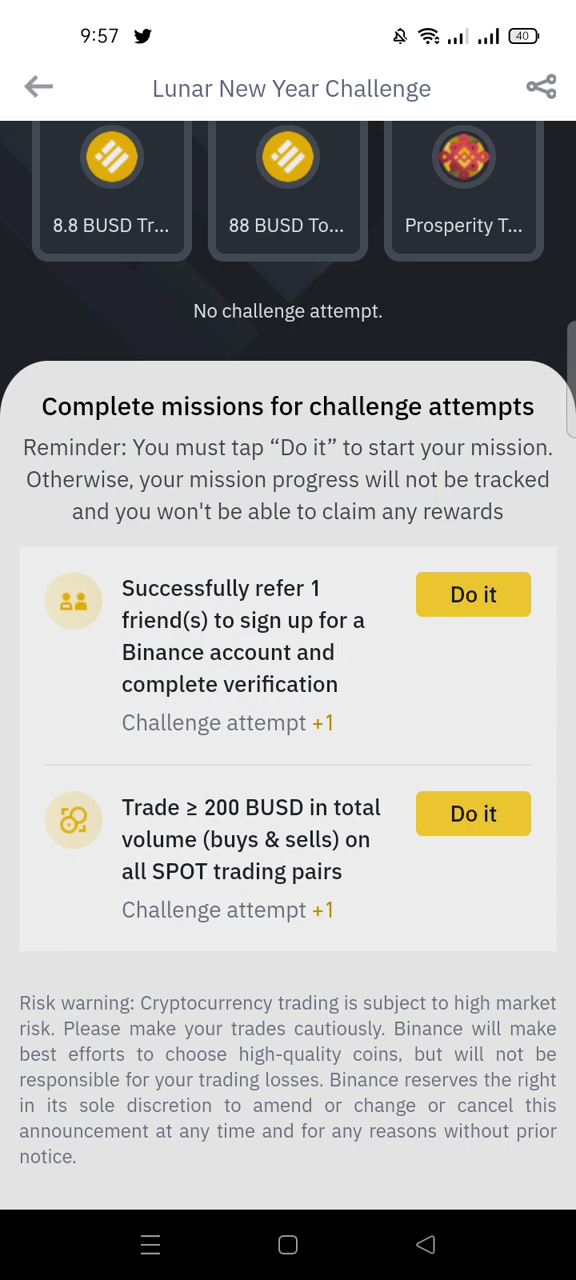 9:57
40
Lunar New Year Challenge
8.8 BUSD Tr...
88 BUSD To...
Prosperity T...
No challenge attempt.
Complete missions for challenge attempts
Reminder: You must tap “Do it” to start your mission.
Otherwise, your mission progress will not be tracked
and you won't be able to claim any rewards
Successfully refer 1
friend(s) to sign up for a
Binance account and
complete verification
Challenge attempt +1
Do it
Trade ≥ 200 BUSD in total
volume (buys & sells) on
all SPOT trading pairs
Challenge attempt +1
Do it
Risk warning: Cryptocurrency trading is subject to high market
risk. Please make your trades cautiously. Binance will make
best efforts to choose high-quality coins, but will not be
responsible for your trading losses. Binance reserves the right
in its sole discretion to amend or change or cancel this
announcement at any time and for any reasons without prior
notice.